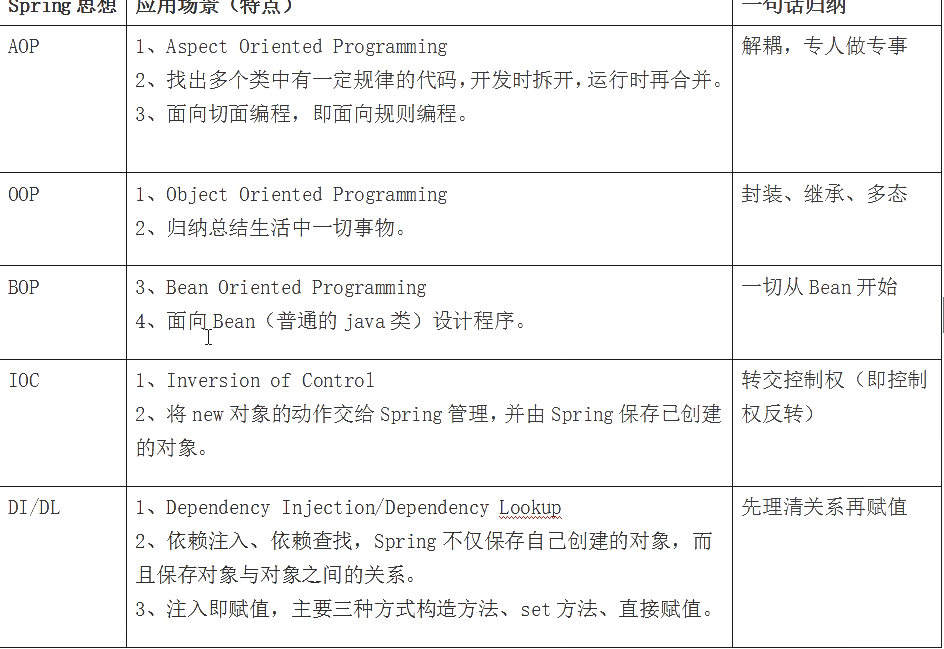 Spring 思想 应用场景（特点） 一句话归纳
AOP
1、Aspect Oriented Programming
2、找出多个类中有一定规律的代码,开发时拆开,运行时再合并。
3、面向切面编程，即面向规则编程。
解耦，专人做专事
OOP
1、Object Oriented Programming
2、归纳总结生活中一切事物。
封装、继承、多态
BOP
3、Bean Oriented Programming
4、面向 Bean（普通的 java 类）设计程序。
一切从 Bean 开始
IOC
1、Inversion of Control
2、将 new 对象的动作交给 Spring 管理,并由 Spring 保存已创建
的对象。
转交控制权（即控制
权反转）
DI/DL
1、Dependency Injection/Dependency Lookup
2、依赖注入、依赖查找，Spring 不仅保存自己创建的对象，而
且保存对象与对象之间的关系。
3、注入即赋值，主要三种方式构造方法、set 方法、直接赋值。
先理清关系再赋值